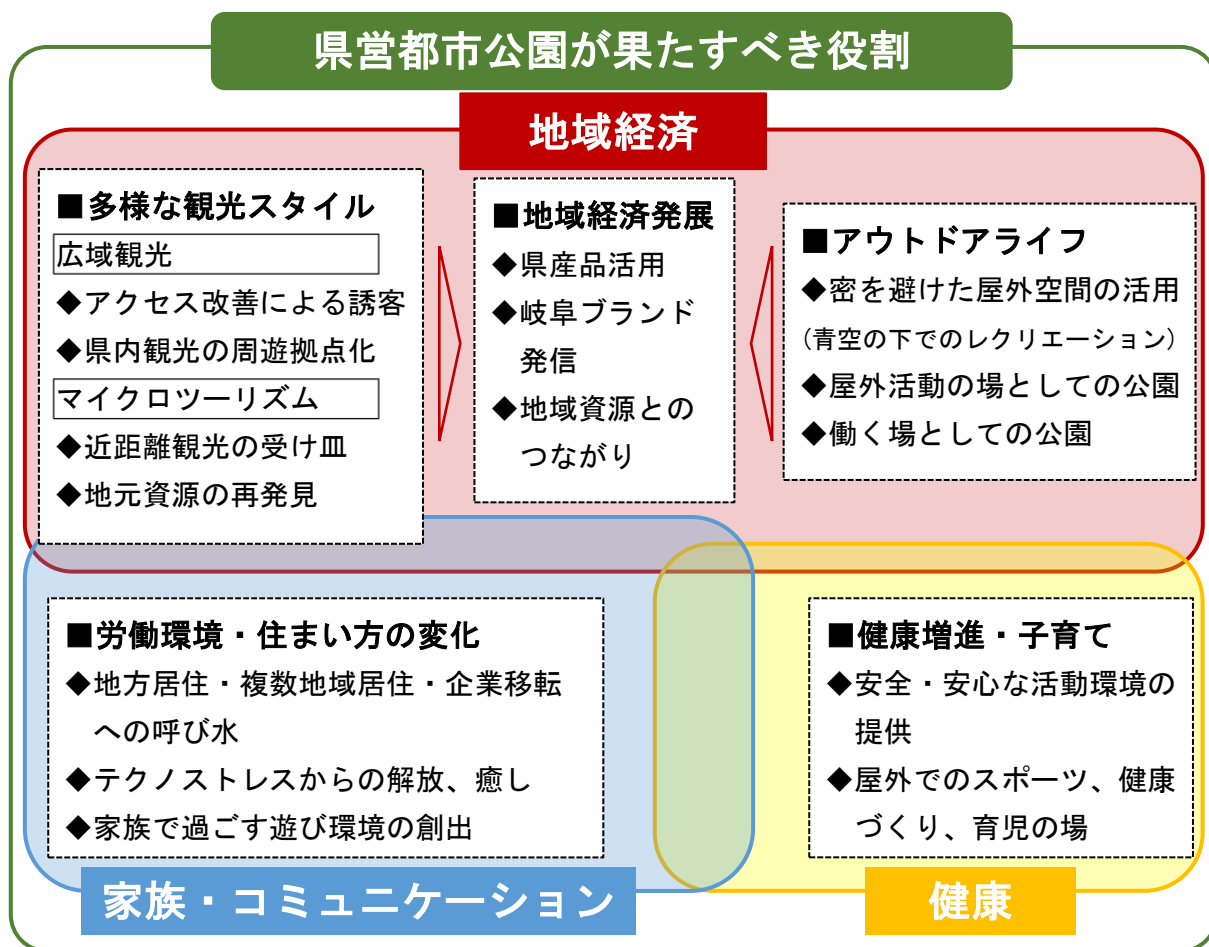 県営都市公園が果たすべき役割
地域経済
■多様な観光スタイル
広域観光
◆アクセス改善による誘客
◆県内観光の周遊拠点化
マイクロツーリズム
◆近距離観光の受け皿
◆地元資源の再発見
■地域経済発展
◆県産品活用
◆岐阜ブランド
発信
◆地域資源との
つながり
■アウトドアライフ
◆密を避けた屋外空間の活用
(青空の下でのレクリエーション)
◆屋外活動の場としての公園
◆働く場としての公園
■労働環境・住まい方の変化
◆地方居住・複数地域居住・企業移転
への呼び水
◆テクノストレスからの解放、癒し
◆家族で過ごす遊び環境の創出
家族・コミュニケーション
■健康増進・子育て
◆安全・安心な活動環境の
提供
◆屋外でのスポーツ、健康
づくり、育児の場
健康